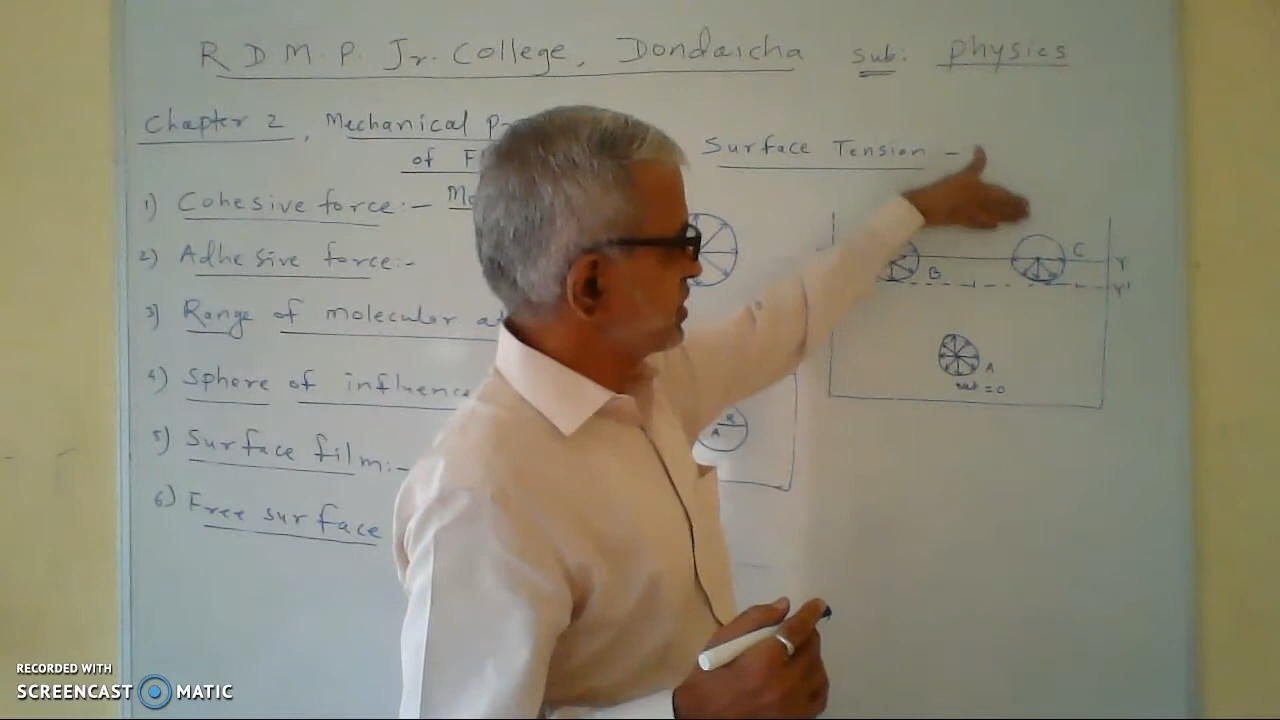 R D M. P. Jr. College, Dondaicha sub: physics
Chapter 2, Mechanical P
of F
Surface Tension -
1) Cohesive force:- Mo
2) Adhesive force:-
3) Range of molecular at
4) Sphere of influence
5) Surface film:-
6) Free surface
B
C
Y
Y'
A
=0
R
A
RECORDED WITH
SCREENCAST MATIC